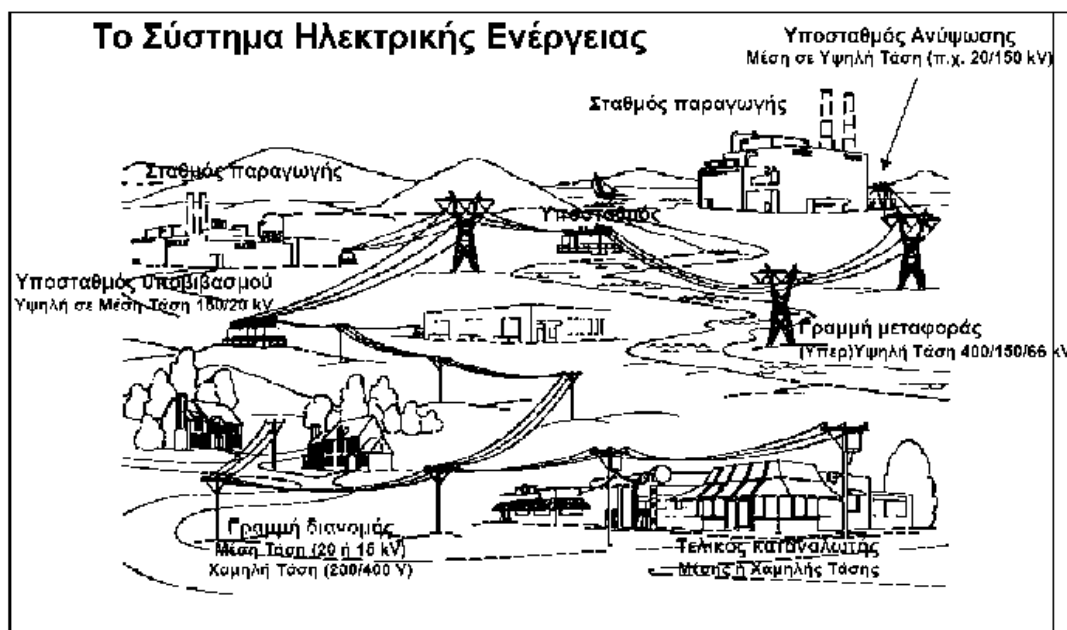 Το Σύστημα Ηλεκτρικής Ενέργειας
Υποσταθμός Ανύψωσης
Μέση σε Υψηλή Τάση (π.χ. 20/150 kV)
Σταθμός παραγωγής
Σταθμός παραγωγής
Υποσταθμός
Υποσταθμός υποβιβασμού
Υψηλή σε Μέση Τάση 150/20 kV
Γραμμή μεταφοράς
(Υπερ)Υψηλή Τάση 400/150/66 kV
Γραμμή διανομής
Μέση Τάση (20 ή 15 kV)
Χαμηλή Τάση (200/400 V)
Τελικός καταναλωτής
Μέσης ή Χαμηλής Τάσης